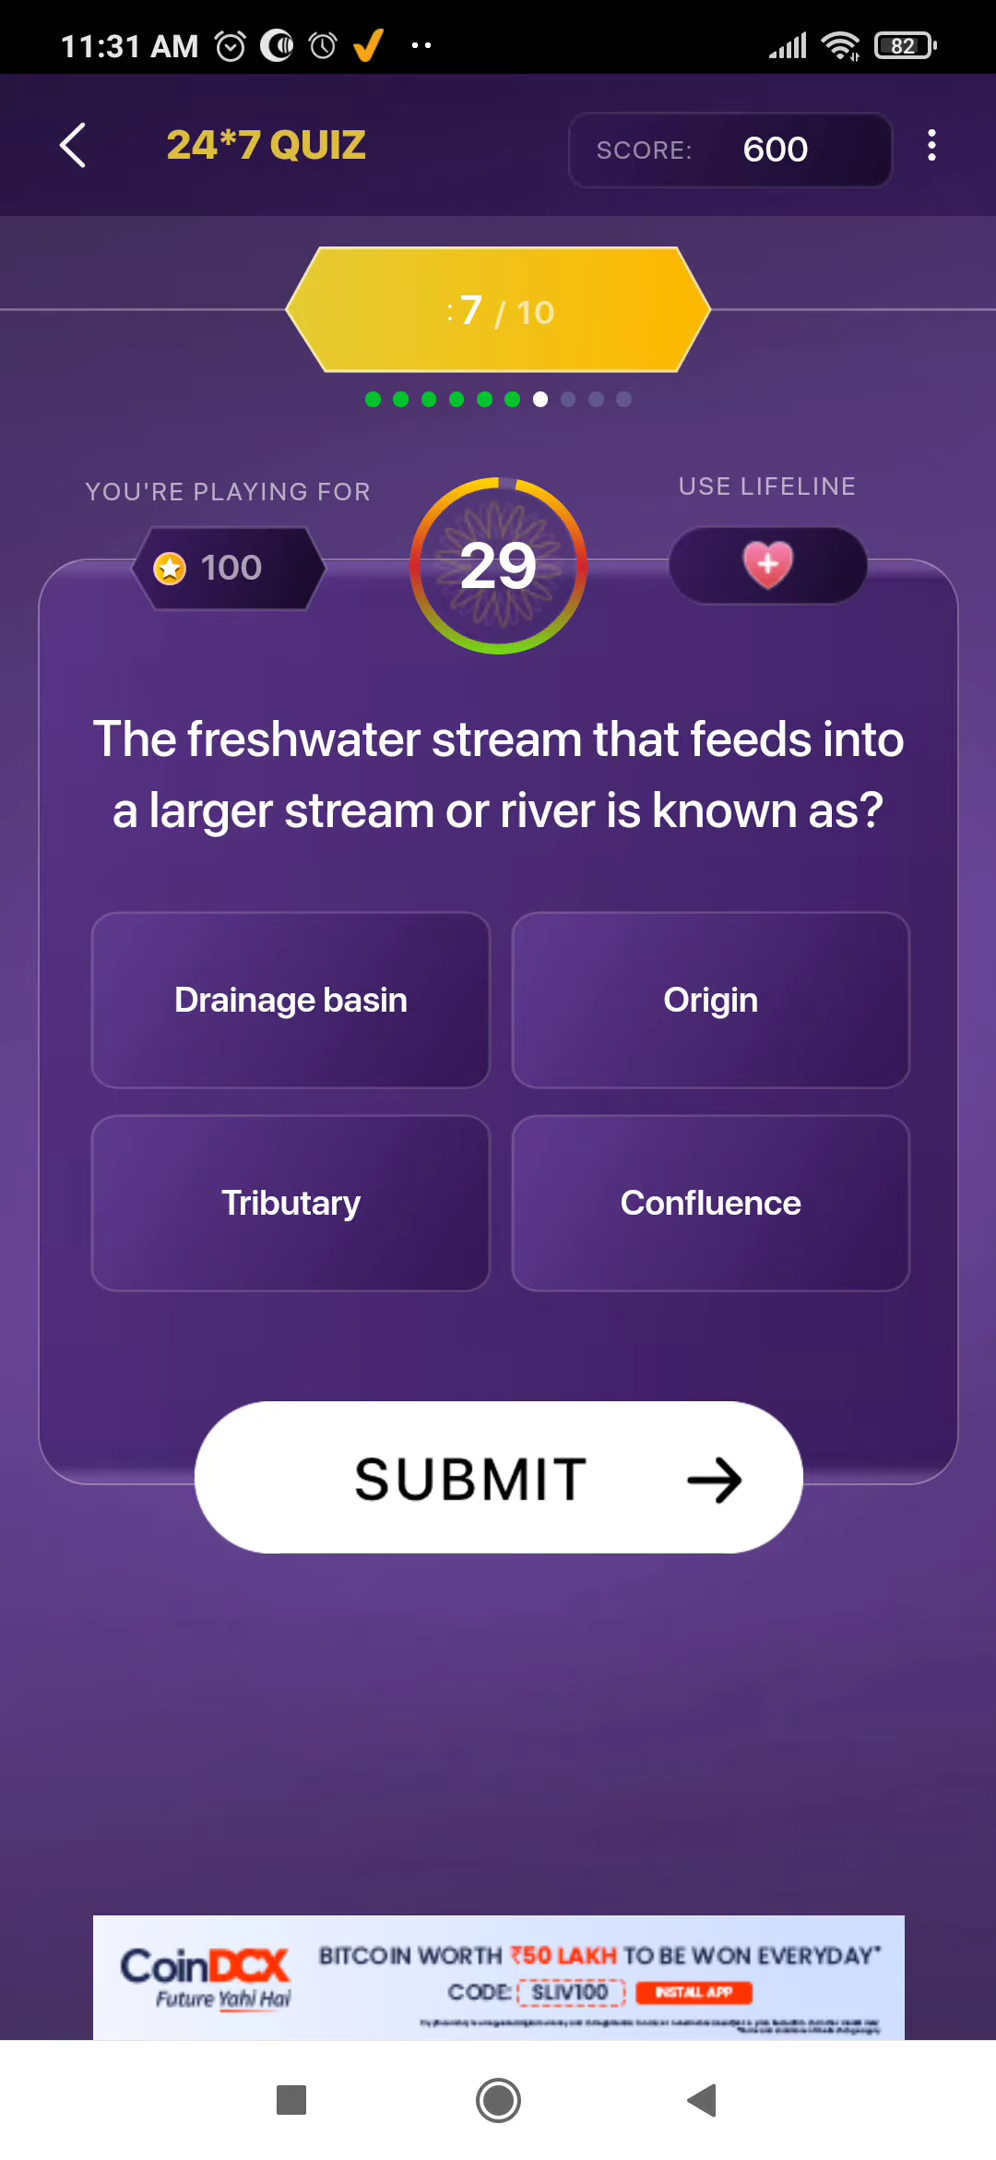 11:31 AM
82
24*7 QUIZ
SCORE: 600
: 7 / 10
YOU'RE PLAYING FOR
USE LIFELINE
100
29
The freshwater stream that feeds into
a larger stream or river is known as?
Drainage basin
Origin
Tributary
Confluence
SUBMIT
CoinDCX
Future Yahi Hai
BITCOIN WORTH ₹50 LAKH TO BE WON EVERYDAY*
CODE: SLIV100
INSTALL APP